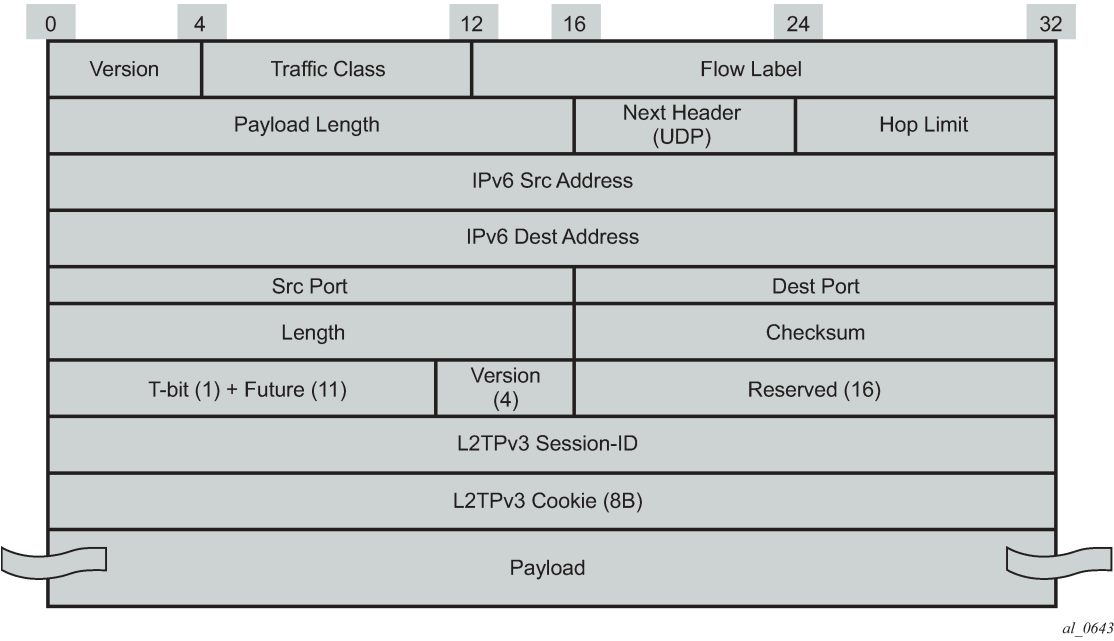 0 4 12 16 24 32
Version Traffic Class Flow Label
Payload Length Next Header (UDP) Hop Limit
IPv6 Src Address
IPv6 Dest Address
Src Port Dest Port
Length Checksum
T-bit (1) + Future (11) Version (4) Reserved (16)
L2TPv3 Session-ID
L2TPv3 Cookie (8B)
Payload
al_0643